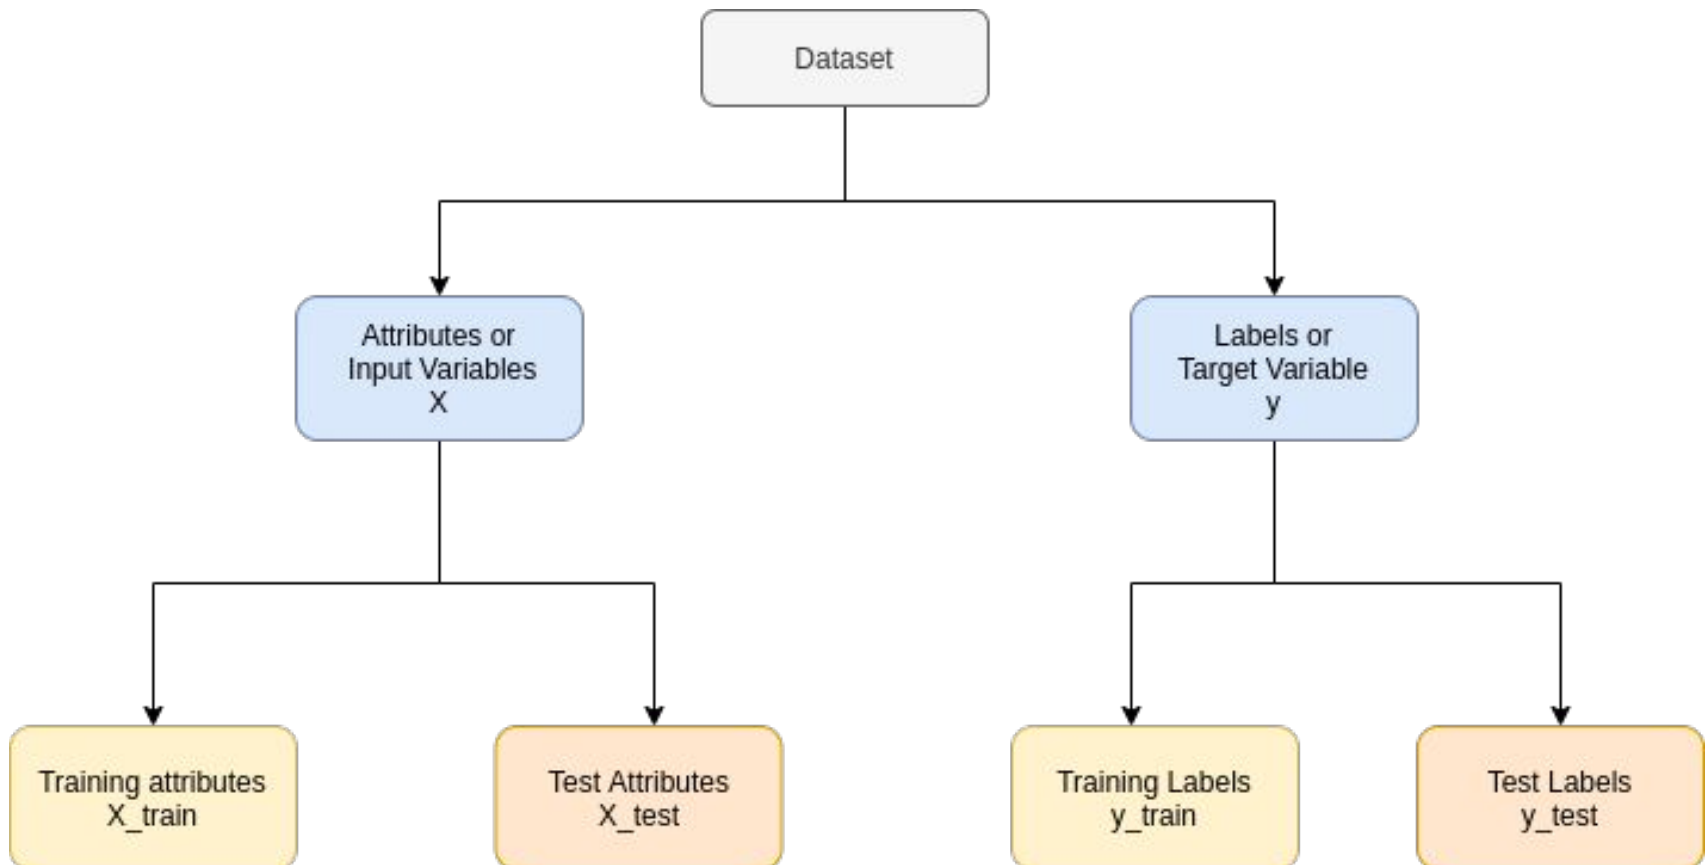 Dataset
Attributes or
Input Variables
X
Labels or
Target Variable
y
Training attributes
X_train
Test Attributes
X_test
Training Labels
y_train
Test Labels
y_test